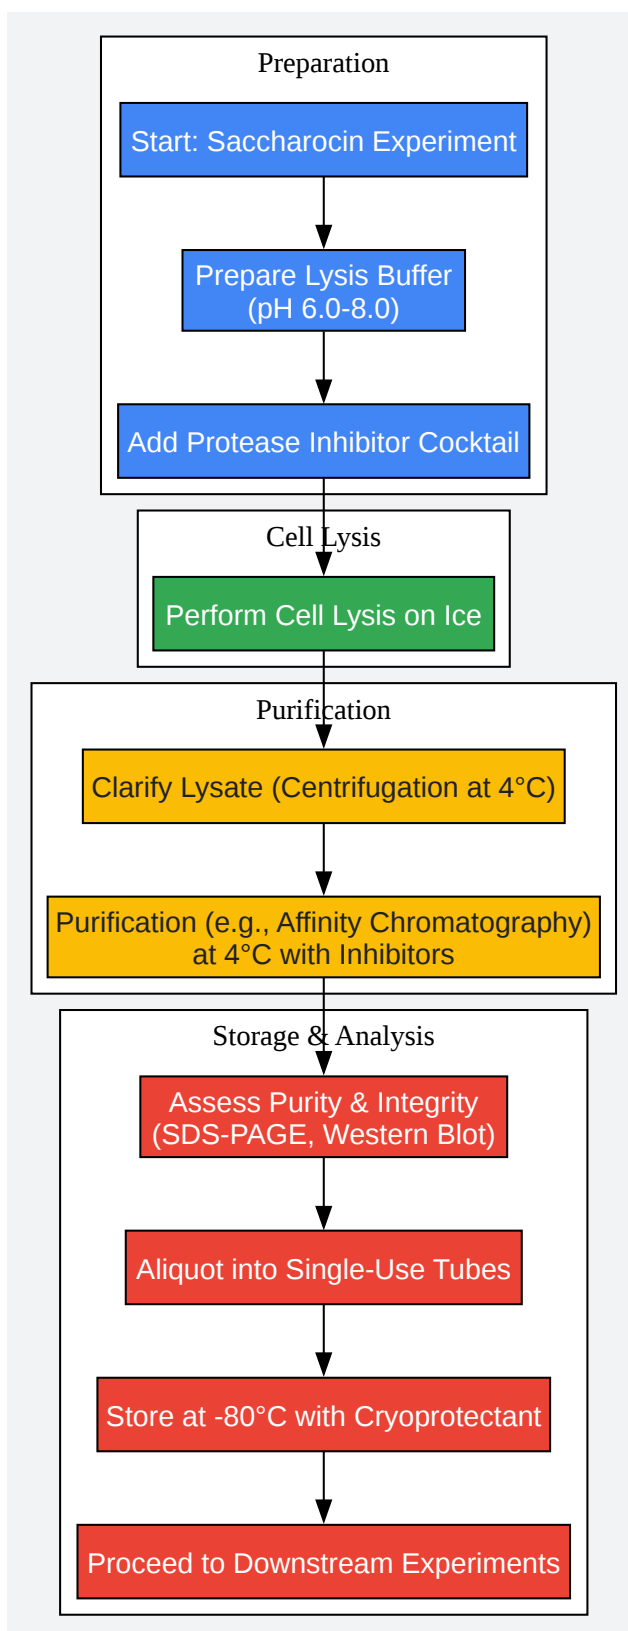 Preparation
Start: Saccharocin Experiment
Prepare Lysis Buffer
(pH 6.0-8.0)
Add Protease Inhibitor Cocktail
Cell Lysis
Perform Cell Lysis on Ice
Purification
Clarify Lysate (Centrifugation at 4°C)
Purification (e.g., Affinity Chromatography)
at 4°C with Inhibitors
Storage & Analysis
Assess Purity & Integrity
(SDS-PAGE, Western Blot)
Aliquot into Single-Use Tubes
Store at -80°C with Cryoprotectant
Proceed to Downstream Experiments